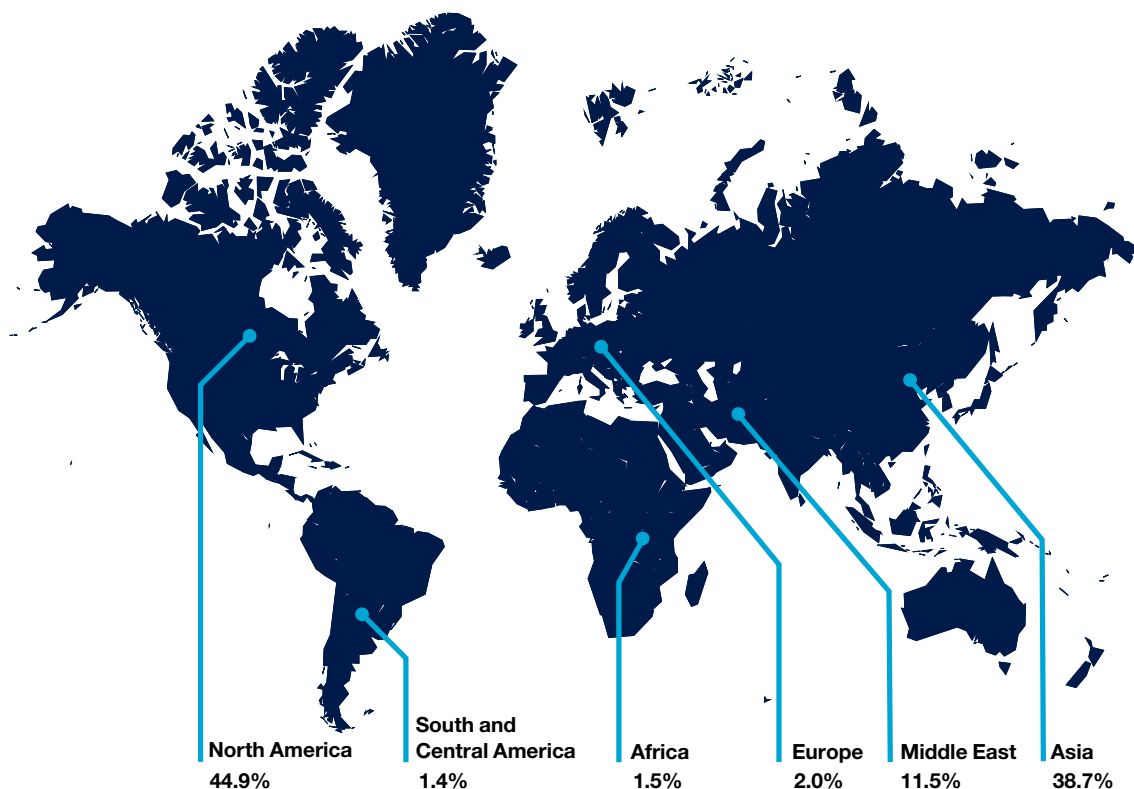 North America
44.9%
South and
Central America
1.4%
Africa
1.5%
Europe
2.0%
Middle East
11.5%
Asia
38.7%